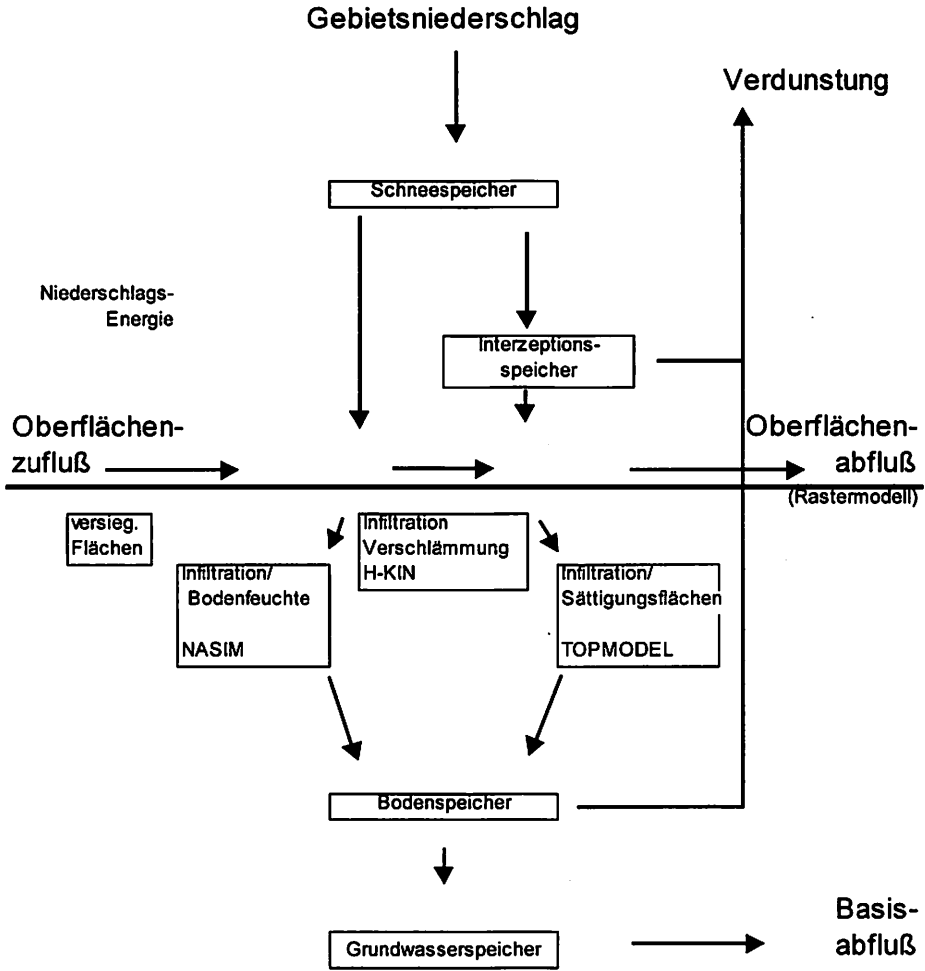 Gebietsniederschlag
Verdunstung
Schneespeicher
Niederschlags-
Energie
Interzeptions-
speicher
Oberflächen-
zufluß
Oberflächen-
abfluß
(Rastermodell)
versieg.
Flächen
Infiltration
Verschlämmung
H-KIN
Infiltration/
Bodenfeuchte
NASIM
Infiltration/
Sättigungsflächen
TOPMODEL
Bodenspeicher
Grundwasserspeicher
Basis-
abfluß